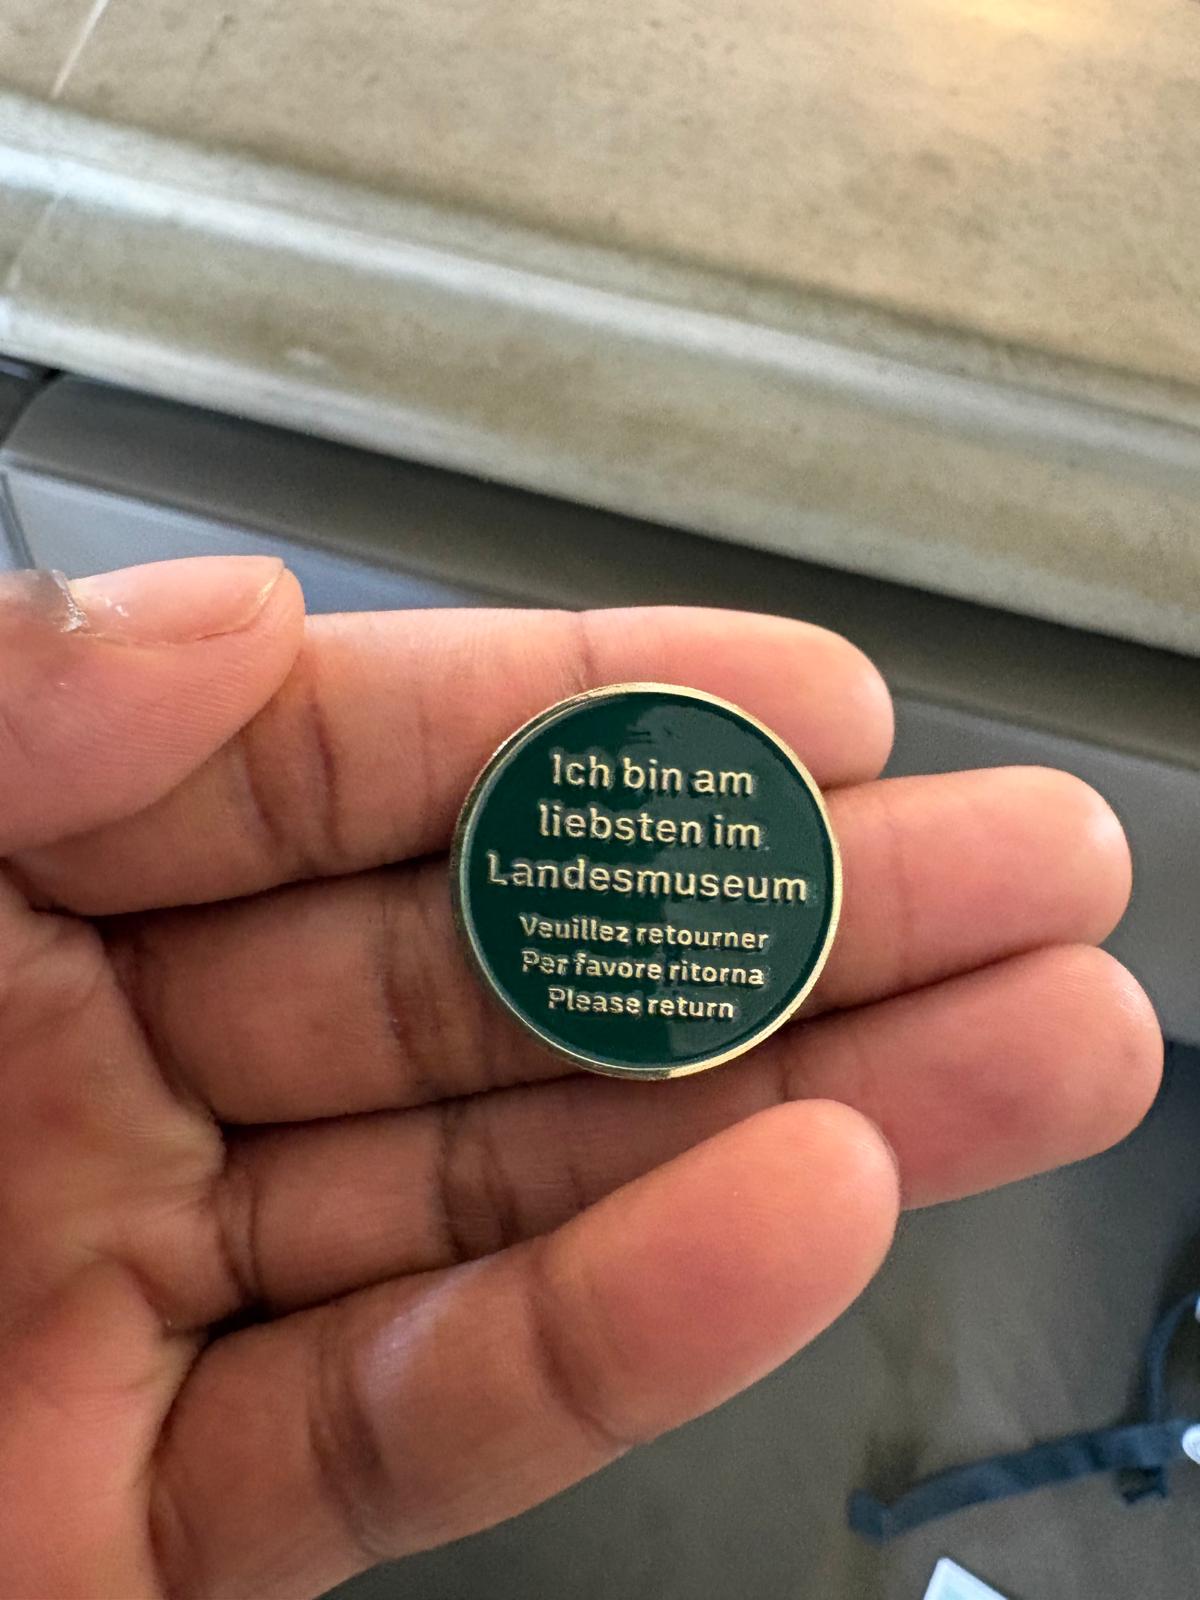 Ich bin am
liebsten im
Landesmuseum
Veuillez retourner
Per favore ritorna
Please return